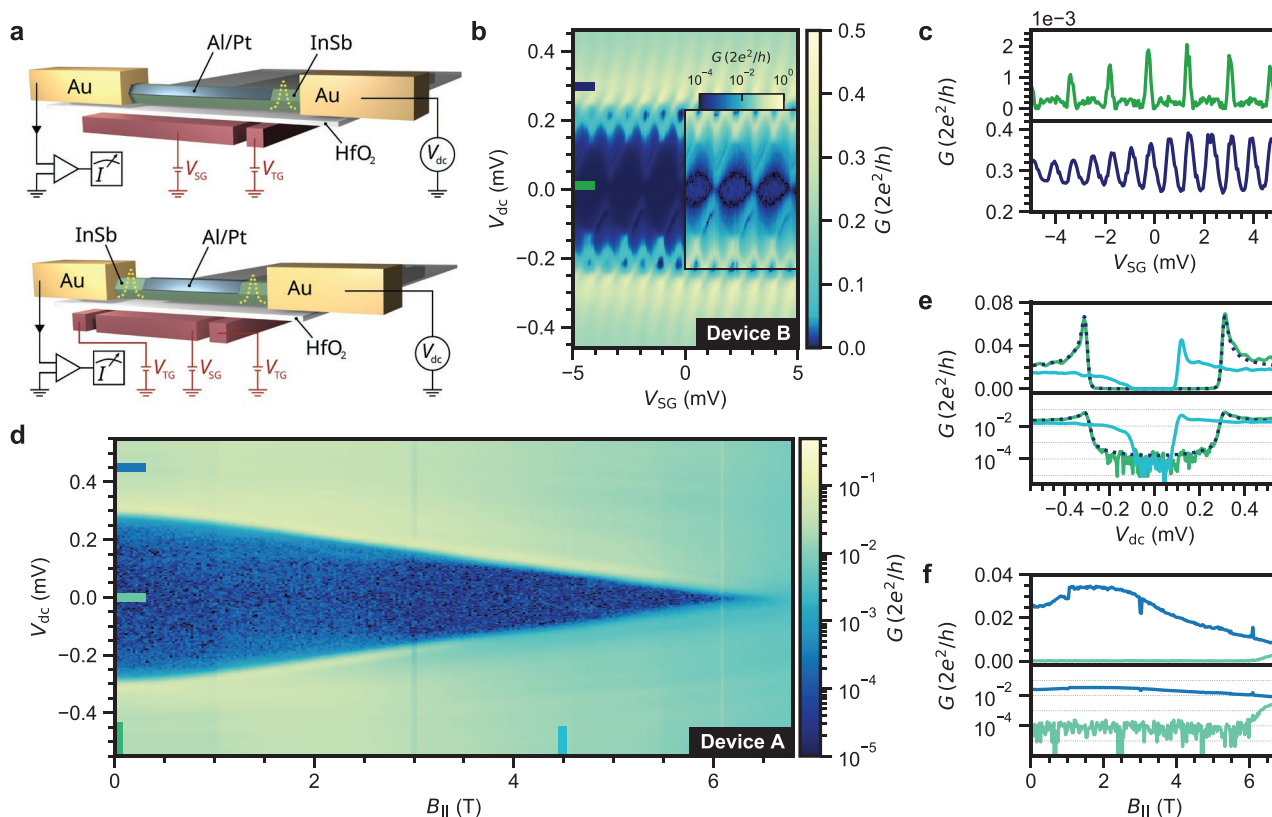 a
Al/Pt
InSb
Au
Au
HfO2
VSG
VTG
Vdc
I
InSb
Al/Pt
Au
Au
HfO2
VTG
VSG
VTG
Vdc
I
b
G (2e²/h)
10⁻⁴ 10⁻² 10⁰
0.4
0.2
0.0
−0.2
−0.4
Vdc (mV)
Device B
−5 0 5
VSG (mV)
0.5
0.4
0.3
0.2
0.1
0.0
G (2e²/h)
c
1e−3
2
1
0
0.4
0.3
0.2
G (2e²/h)
−4 −2 0 2 4
VSG (mV)
d
0.4
0.2
0.0
−0.2
−0.4
Vdc (mV)
Device A
0 2 4 6
B|| (T)
10⁻¹
10⁻²
10⁻³
10⁻⁴
10⁻⁵
G (2e²/h)
e
0.08
0.04
0.00
10⁻²
10⁻⁴
G (2e²/h)
−0.4 −0.2 0.0 0.2 0.4
Vdc (mV)
f
0.04
0.02
0.00
10⁻²
10⁻⁴
G (2e²/h)
0 2 4 6
B|| (T)